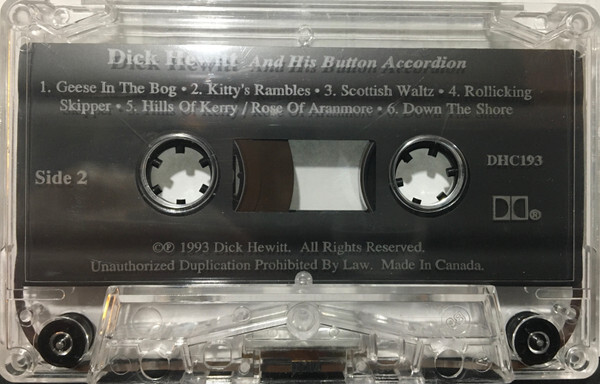 Dick Hewitt And His Button Accordion
1. Geese In The Bog • 2. Kitty's Rambles • 3. Scottish Waltz • 4. Rollicking
Skipper • 5. Hills Of Kerry / Rose Of Aranmore • 6. Down The Shore
Side 2
DHC193
®
©℗ 1993 Dick Hewitt. All Rights Reserved.
Unauthorized Duplication Prohibited By Law. Made In Canada.